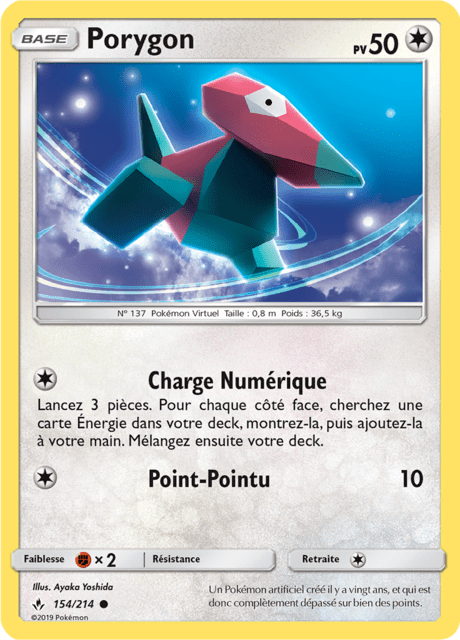 BASE Porygon PV50
N° 137 Pokémon Virtuel Taille : 0,8 m Poids : 36,5 kg
Charge Numérique
Lancez 3 pièces. Pour chaque côté face, cherchez une
carte Énergie dans votre deck, montrez-la, puis ajoutez-la
à votre main. Mélangez ensuite votre deck.
Point-Pointu 10
Faiblesse ×2 Résistance Retraite
Illus. Ayaka Yoshida
154/214
©2019 Pokémon
Un Pokémon artificiel créé il y a vingt ans, et qui est
donc complètement dépassé sur bien des points.